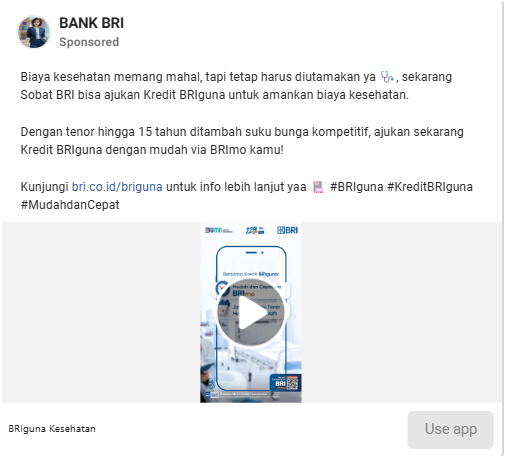 BANK BRI
Sponsored
Biaya kesehatan memang mahal, tapi tetap harus diutamakan ya 🩺, sekarang
Sobat BRI bisa ajukan Kredit BRIguna untuk amankan biaya kesehatan.
Dengan tenor hingga 15 tahun ditambah suku bunga kompetitif, ajukan sekarang
Kredit BRIguna dengan mudah via BRImo kamu!
Kunjungi bri.co.id/briguna untuk info lebih lanjut yaa #BRIguna #KreditBRIguna
#MudahdanCepat
BRI
Bersama Kredit BRIguna:
Mudah dan Cepat
BRImo
Tenor
BRI
BRIguna Kesehatan
Use app